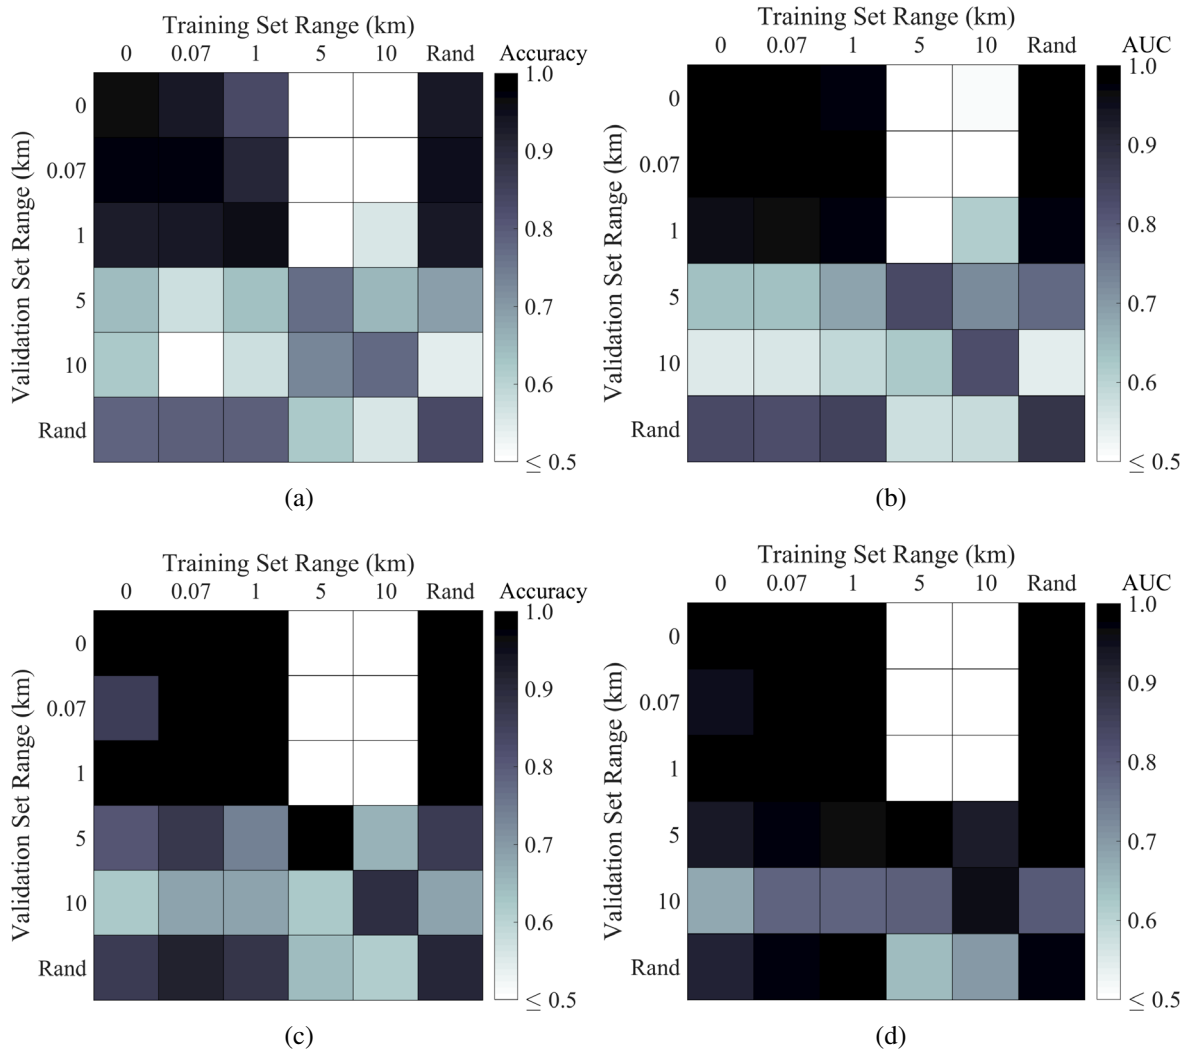 Training Set Range (km)
0 0.07 1 5 10 Rand Accuracy
Validation Set Range (km)
0
0.07
1
5
10
Rand
1.0
0.9
0.8
0.7
0.6
≤ 0.5
(a)
Training Set Range (km)
0 0.07 1 5 10 Rand AUC
Validation Set Range (km)
0
0.07
1
5
10
Rand
1.0
0.9
0.8
0.7
0.6
≤ 0.5
(b)
Training Set Range (km)
0 0.07 1 5 10 Rand Accuracy
Validation Set Range (km)
0
0.07
1
5
10
Rand
1.0
0.9
0.8
0.7
0.6
≤ 0.5
(c)
Training Set Range (km)
0 0.07 1 5 10 Rand AUC
Validation Set Range (km)
0
0.07
1
5
10
Rand
1.0
0.9
0.8
0.7
0.6
≤ 0.5
(d)